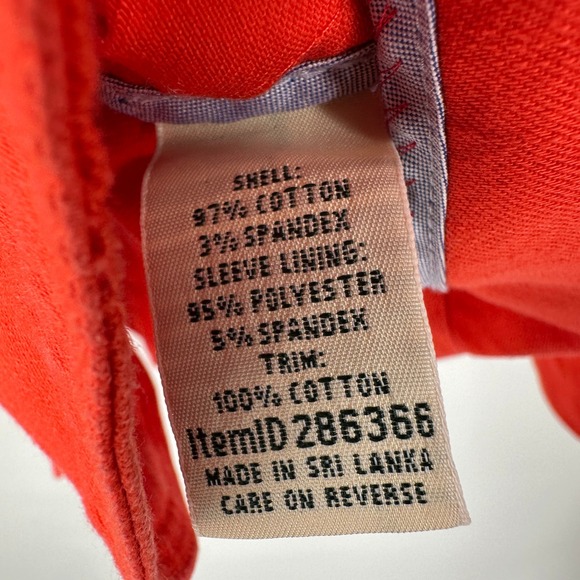 SHELL:
97% COTTON
3% SPANDEX
SLEEVE LINING:
95% POLYESTER
5% SPANDEX
TRIM:
100% COTTON
ItemID 286366
MADE IN SRI LANKA
CARE ON REVERSE